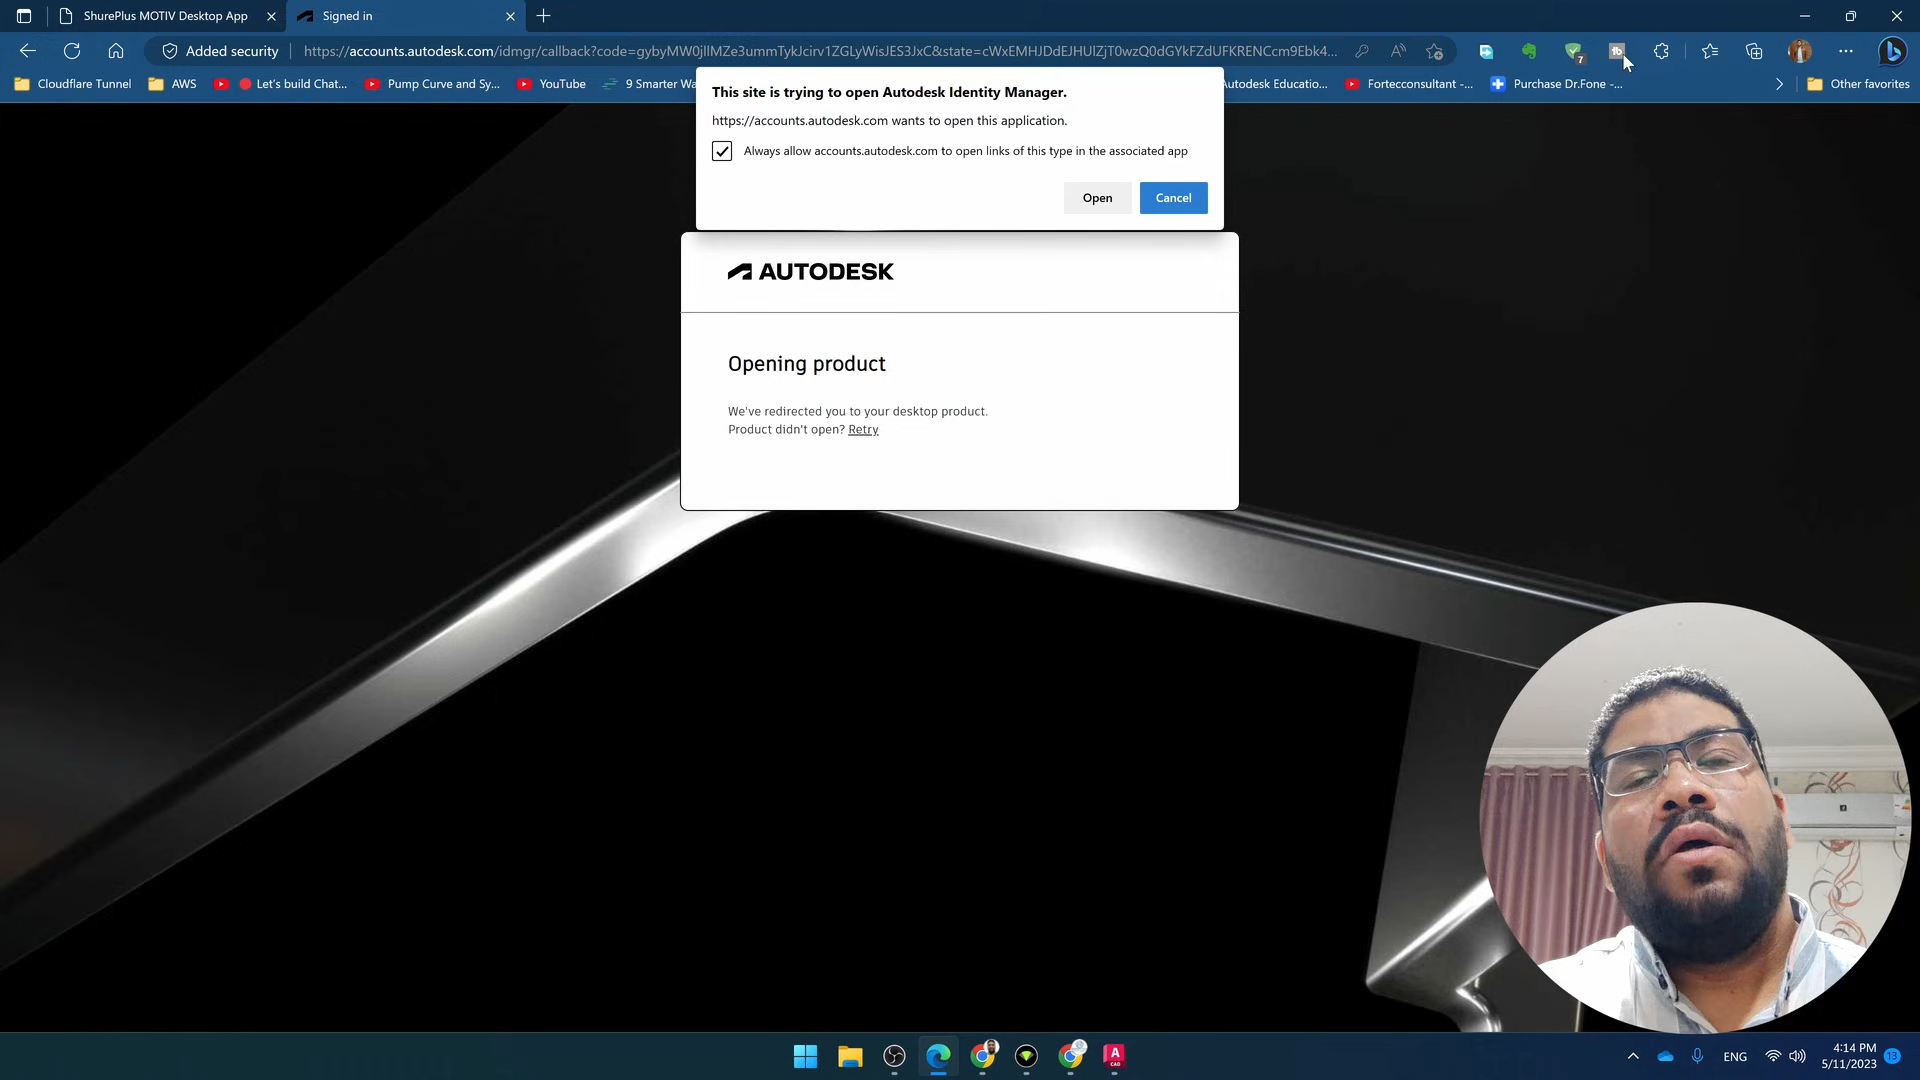 ShurePlus MOTIV Desktop App
Signed in
Added security
https://accounts.autodesk.com/idmgr/callback?code=gybyMW0jllMZe3ummTykJcirv1ZGLyWisJES3JxC&state=cWxEMHJDdEJHUlZjT0wzQ0dGYkFZdUFKRENCcm9Ebk4...
7
Cloudflare Tunnel
AWS
Let's build Chat...
Pump Curve and Sy...
YouTube
9 Smarter Wa
Autodesk Educatio...
Fortecconsultant -...
Purchase Dr.Fone -...
Other favorites
This site is trying to open Autodesk Identity Manager.
https://accounts.autodesk.com wants to open this application.
Always allow accounts.autodesk.com to open links of this type in the associated app
Open
Cancel
AUTODESK
Opening product
We've redirected you to your desktop product.
Product didn't open? Retry
A
CAD
ENG
4:14 PM
5/11/2023
13